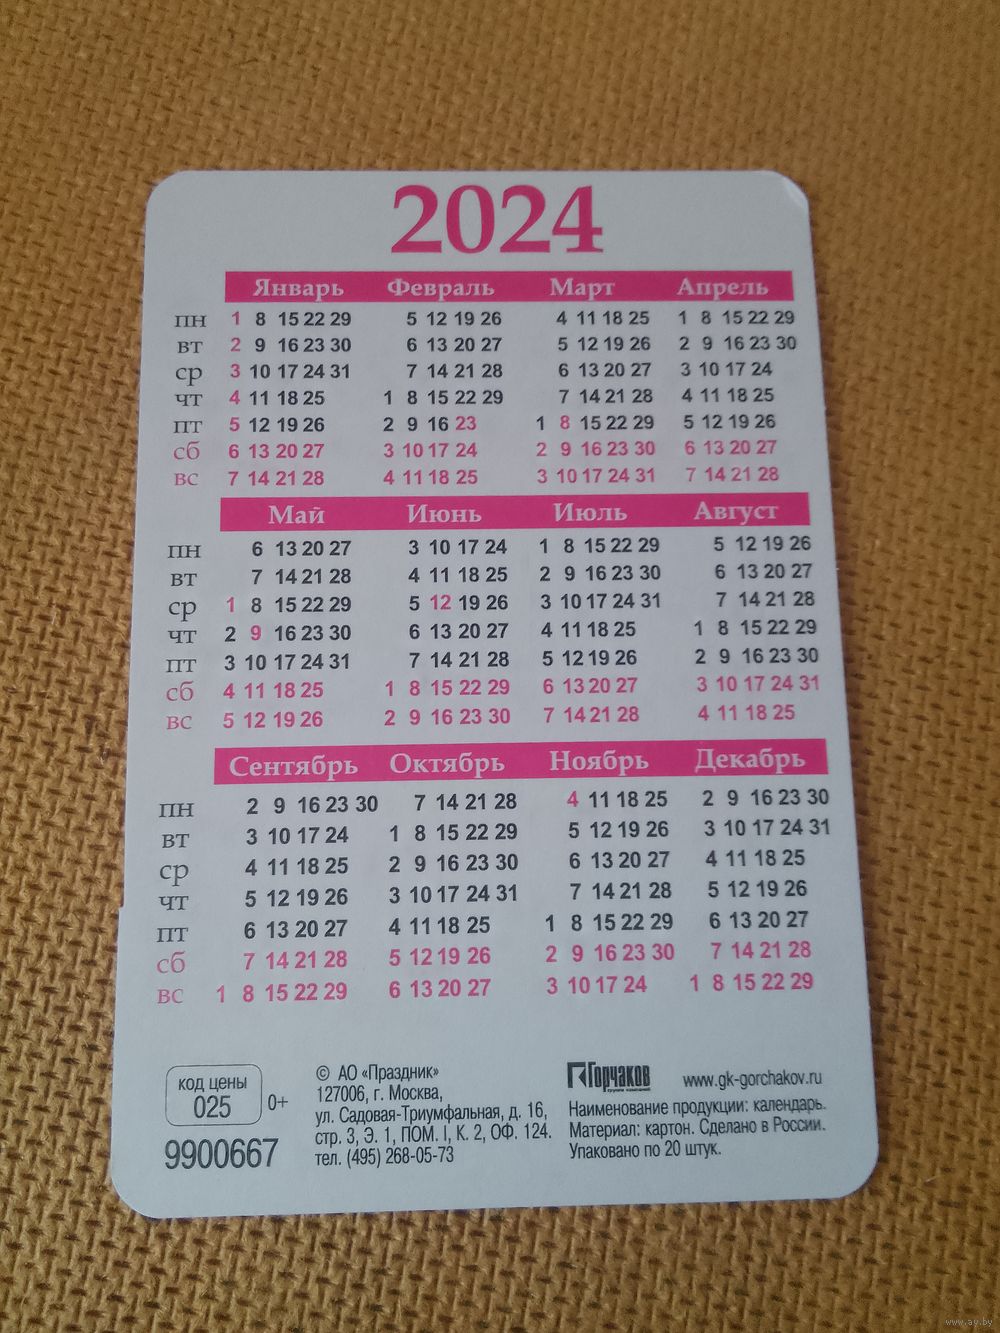 2024
Январь Февраль Март Апрель
пн 1 8 15 22 29 5 12 19 26 4 11 18 25 1 8 15 22 29
вт 2 9 16 23 30 6 13 20 27 5 12 19 26 2 9 16 23 30
ср 3 10 17 24 31 7 14 21 28 6 13 20 27 3 10 17 24
чт 4 11 18 25 1 8 15 22 29 7 14 21 28 4 11 18 25
пт 5 12 19 26 2 9 16 23 1 8 15 22 29 5 12 19 26
сб 6 13 20 27 3 10 17 24 2 9 16 23 30 6 13 20 27
вс 7 14 21 28 4 11 18 25 3 10 17 24 31 7 14 21 28
Май Июнь Июль Август
пн 6 13 20 27 3 10 17 24 1 8 15 22 29 5 12 19 26
вт 7 14 21 28 4 11 18 25 2 9 16 23 30 6 13 20 27
ср 1 8 15 22 29 5 12 19 26 3 10 17 24 31 7 14 21 28
чт 2 9 16 23 30 6 13 20 27 4 11 18 25 1 8 15 22 29
пт 3 10 17 24 31 7 14 21 28 5 12 19 26 2 9 16 23 30
сб 4 11 18 25 1 8 15 22 29 6 13 20 27 3 10 17 24 31
вс 5 12 19 26 2 9 16 23 30 7 14 21 28 4 11 18 25
Сентябрь Октябрь Ноябрь Декабрь
пн 2 9 16 23 30 7 14 21 28 4 11 18 25 2 9 16 23 30
вт 3 10 17 24 1 8 15 22 29 5 12 19 26 3 10 17 24 31
ср 4 11 18 25 2 9 16 23 30 6 13 20 27 4 11 18 25
чт 5 12 19 26 3 10 17 24 31 7 14 21 28 5 12 19 26
пт 6 13 20 27 4 11 18 25 1 8 15 22 29 6 13 20 27
сб 7 14 21 28 5 12 19 26 2 9 16 23 30 7 14 21 28
вс 1 8 15 22 29 6 13 20 27 3 10 17 24 1 8 15 22 29
код цены
025
0+
9900667
© АО «Праздник»
127006, г. Москва,
ул. Садовая-Триумфальная, д. 16,
стр. 3, Э. 1, ПОМ. I, К. 2, ОФ. 124.
тел. (495) 268-05-73
Горчаков
группа компаний
www.gk-gorchakov.ru
Наименование продукции: календарь.
Материал: картон. Сделано в России.
Упаковано по 20 штук.
www.ay.by